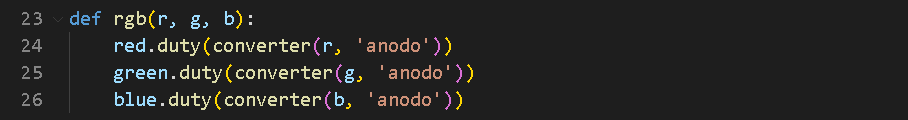 23 def rgb(r, g, b):
24     red.duty(converter(r, 'anodo'))
25     green.duty(converter(g, 'anodo'))
26     blue.duty(converter(b, 'anodo'))